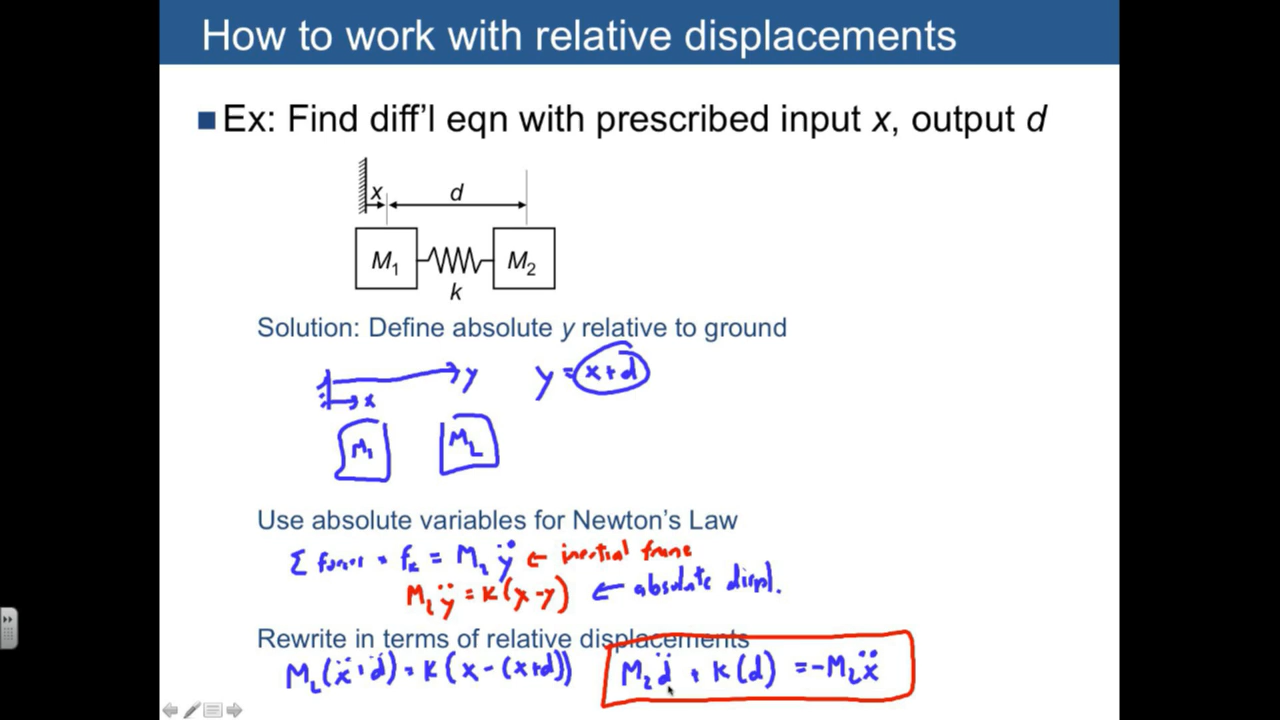 How to work with relative displacements
Ex: Find diff'l eqn with prescribed input x, output d
x d
M1 M2
k
Solution: Define absolute y relative to ground
y y = x + d
x
M1 M2
Use absolute variables for Newton's Law
Σ forces = fk = M2 ÿ ← inertial frame
M2 ÿ = k(x-y) ← absolute displ.
Rewrite in terms of relative displacements
M2(ẍ + d̈) = k(x - (x+d)) M2 d̈ + k(d) = -M2 ẍ